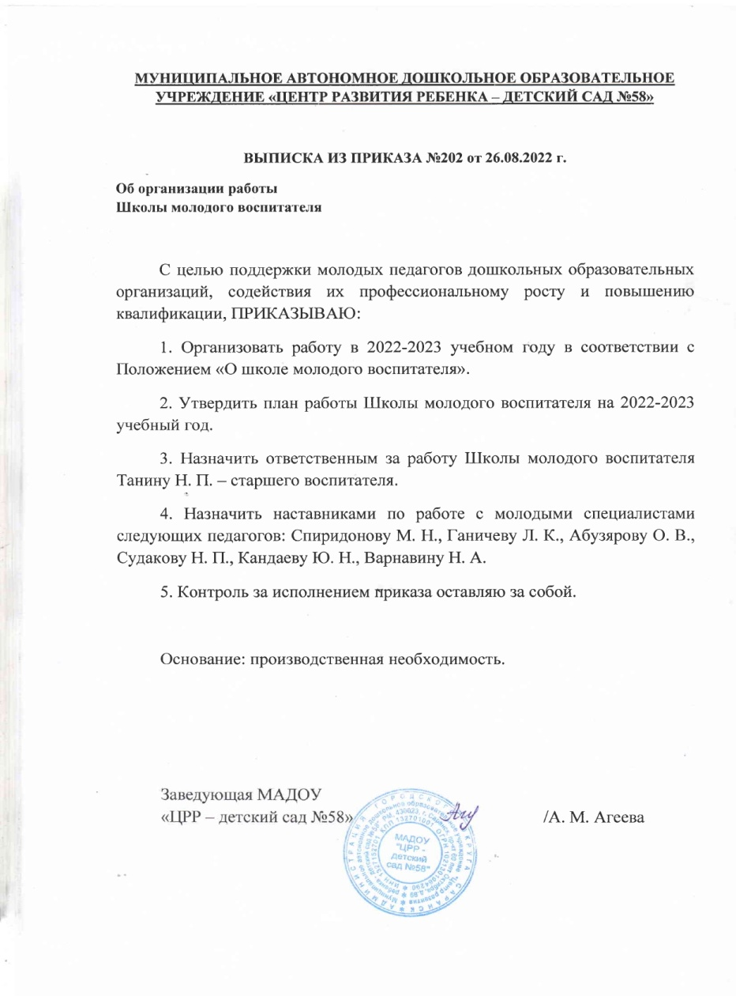 МУНИЦИПАЛЬНОЕ АВТОНОМНОЕ ДОШКОЛЬНОЕ ОБРАЗОВАТЕЛЬНОЕ
УЧРЕЖДЕНИЕ «ЦЕНТР РАЗВИТИЯ РЕБЕНКА – ДЕТСКИЙ САД №58»
ВЫПИСКА ИЗ ПРИКАЗА №202 от 26.08.2022 г.
Об организации работы
Школы молодого воспитателя
С целью поддержки молодых педагогов дошкольных образовательных
организаций, содействия их профессиональному росту и повышению
квалификации, ПРИКАЗЫВАЮ:
1. Организовать работу в 2022-2023 учебном году в соответствии с
Положением «О школе молодого воспитателя».
2. Утвердить план работы Школы молодого воспитателя на 2022-2023
учебный год.
3. Назначить ответственным за работу Школы молодого воспитателя
Танину Н. П. – старшего воспитателя.
4. Назначить наставниками по работе с молодыми специалистами
следующих педагогов: Спиридонову М. Н., Ганичеву Л. К., Абузярову О. В.,
Судакову Н. П., Кандаеву Ю. Н., Варнавину Н. А.
5. Контроль за исполнением приказа оставляю за собой.
Основание: производственная необходимость.
Заведующая МАДОУ
«ЦРР – детский сад №58»
/А. М. Агеева
МАДОУ
"ЦРР -
детский
сад №58"